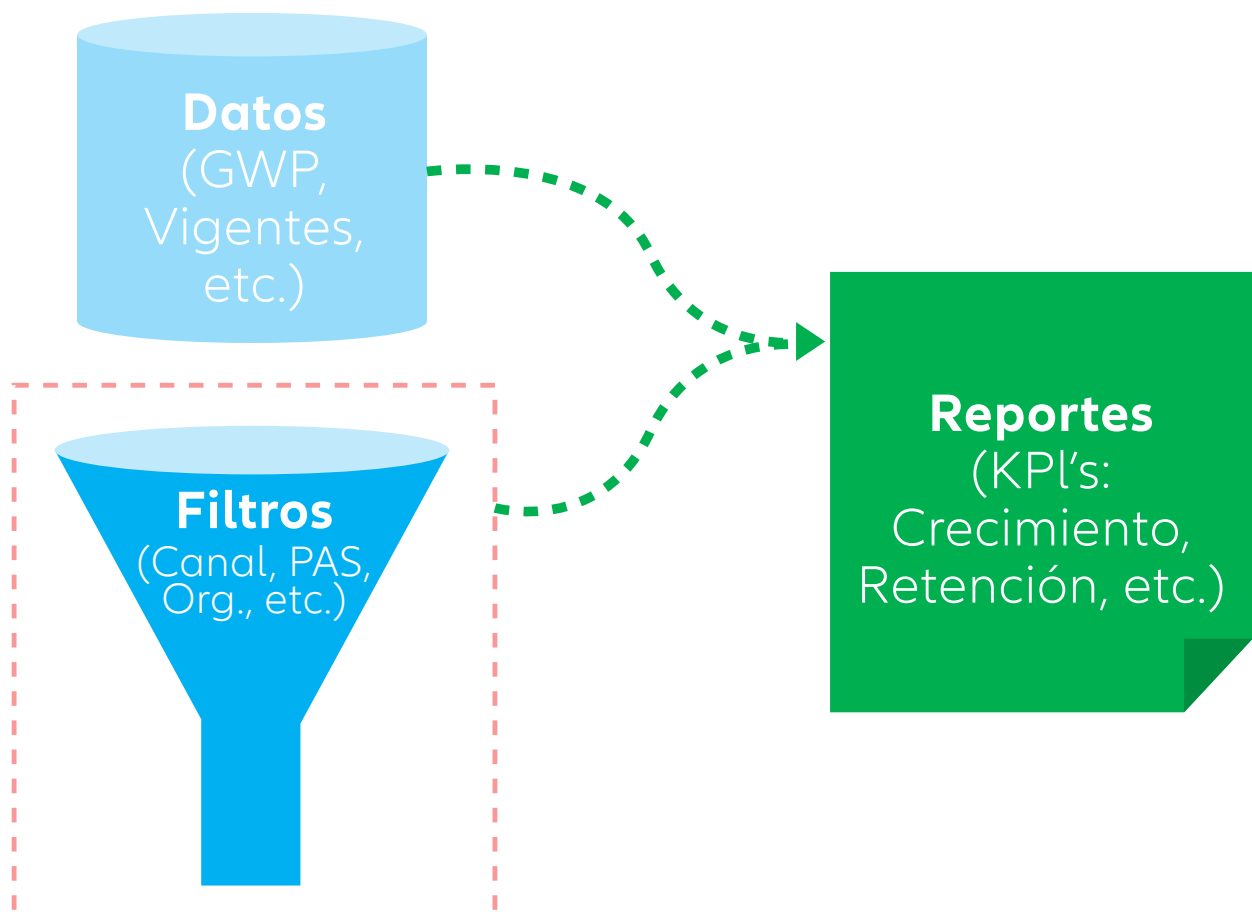 Datos
(GWP,
Vigentes,
etc.)
Filtros
(Canal, PAS,
Org., etc.)
Reportes
(KPI's:
Crecimiento,
Retención, etc.)